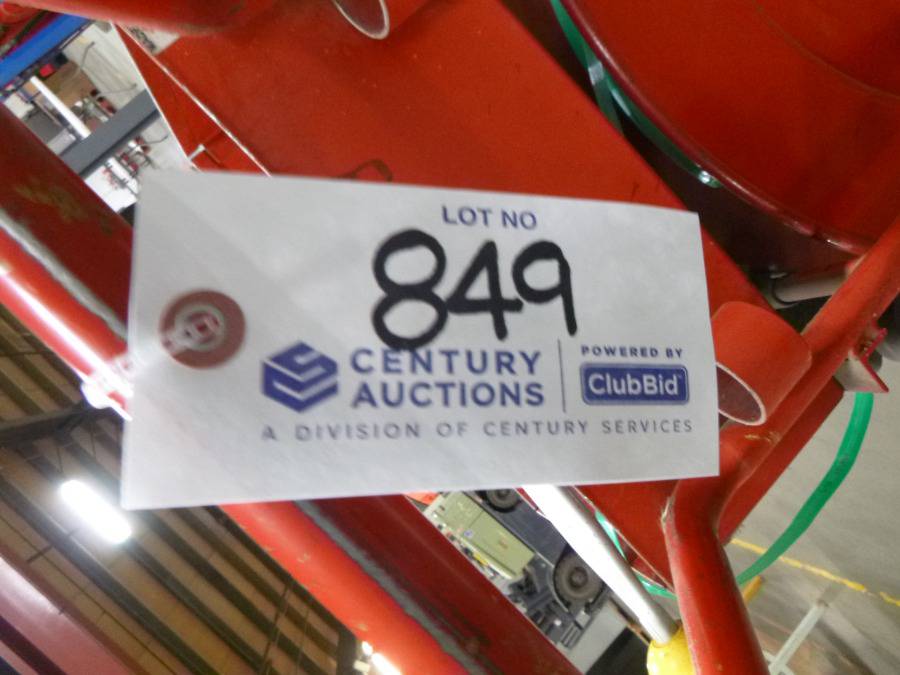 LOT NO
849
CENTURY
AUCTIONS
POWERED BY
ClubBid
A DIVISION OF CENTURY SERVICES